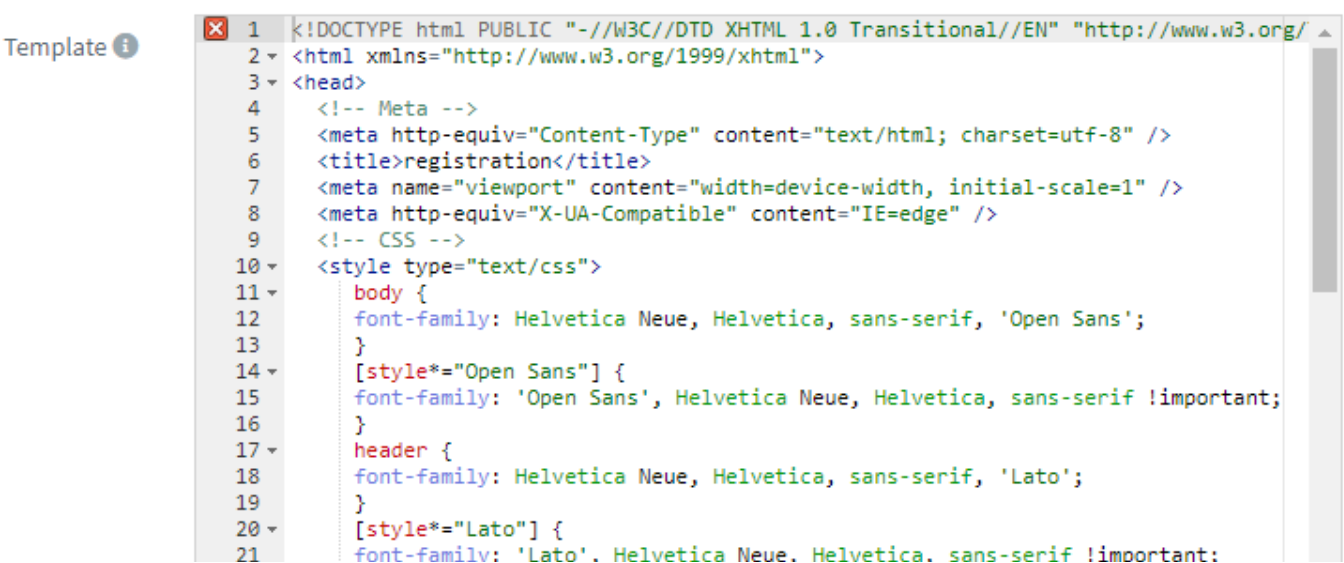 Template
1 <!DOCTYPE html PUBLIC "-//W3C//DTD XHTML 1.0 Transitional//EN" "http://www.w3.org/
2 <html xmlns="http://www.w3.org/1999/xhtml">
3 <head>
4 <!-- Meta -->
5 <meta http-equiv="Content-Type" content="text/html; charset=utf-8" />
6 <title>registration</title>
7 <meta name="viewport" content="width=device-width, initial-scale=1" />
8 <meta http-equiv="X-UA-Compatible" content="IE=edge" />
9 <!-- CSS -->
10 <style type="text/css">
11 body {
12 font-family: Helvetica Neue, Helvetica, sans-serif, 'Open Sans';
13 }
14 [style*="Open Sans"] {
15 font-family: 'Open Sans', Helvetica Neue, Helvetica, sans-serif !important;
16 }
17 header {
18 font-family: Helvetica Neue, Helvetica, sans-serif, 'Lato';
19 }
20 [style*="Lato"] {
21 font-family: 'Lato', Helvetica Neue, Helvetica, sans-serif !important;